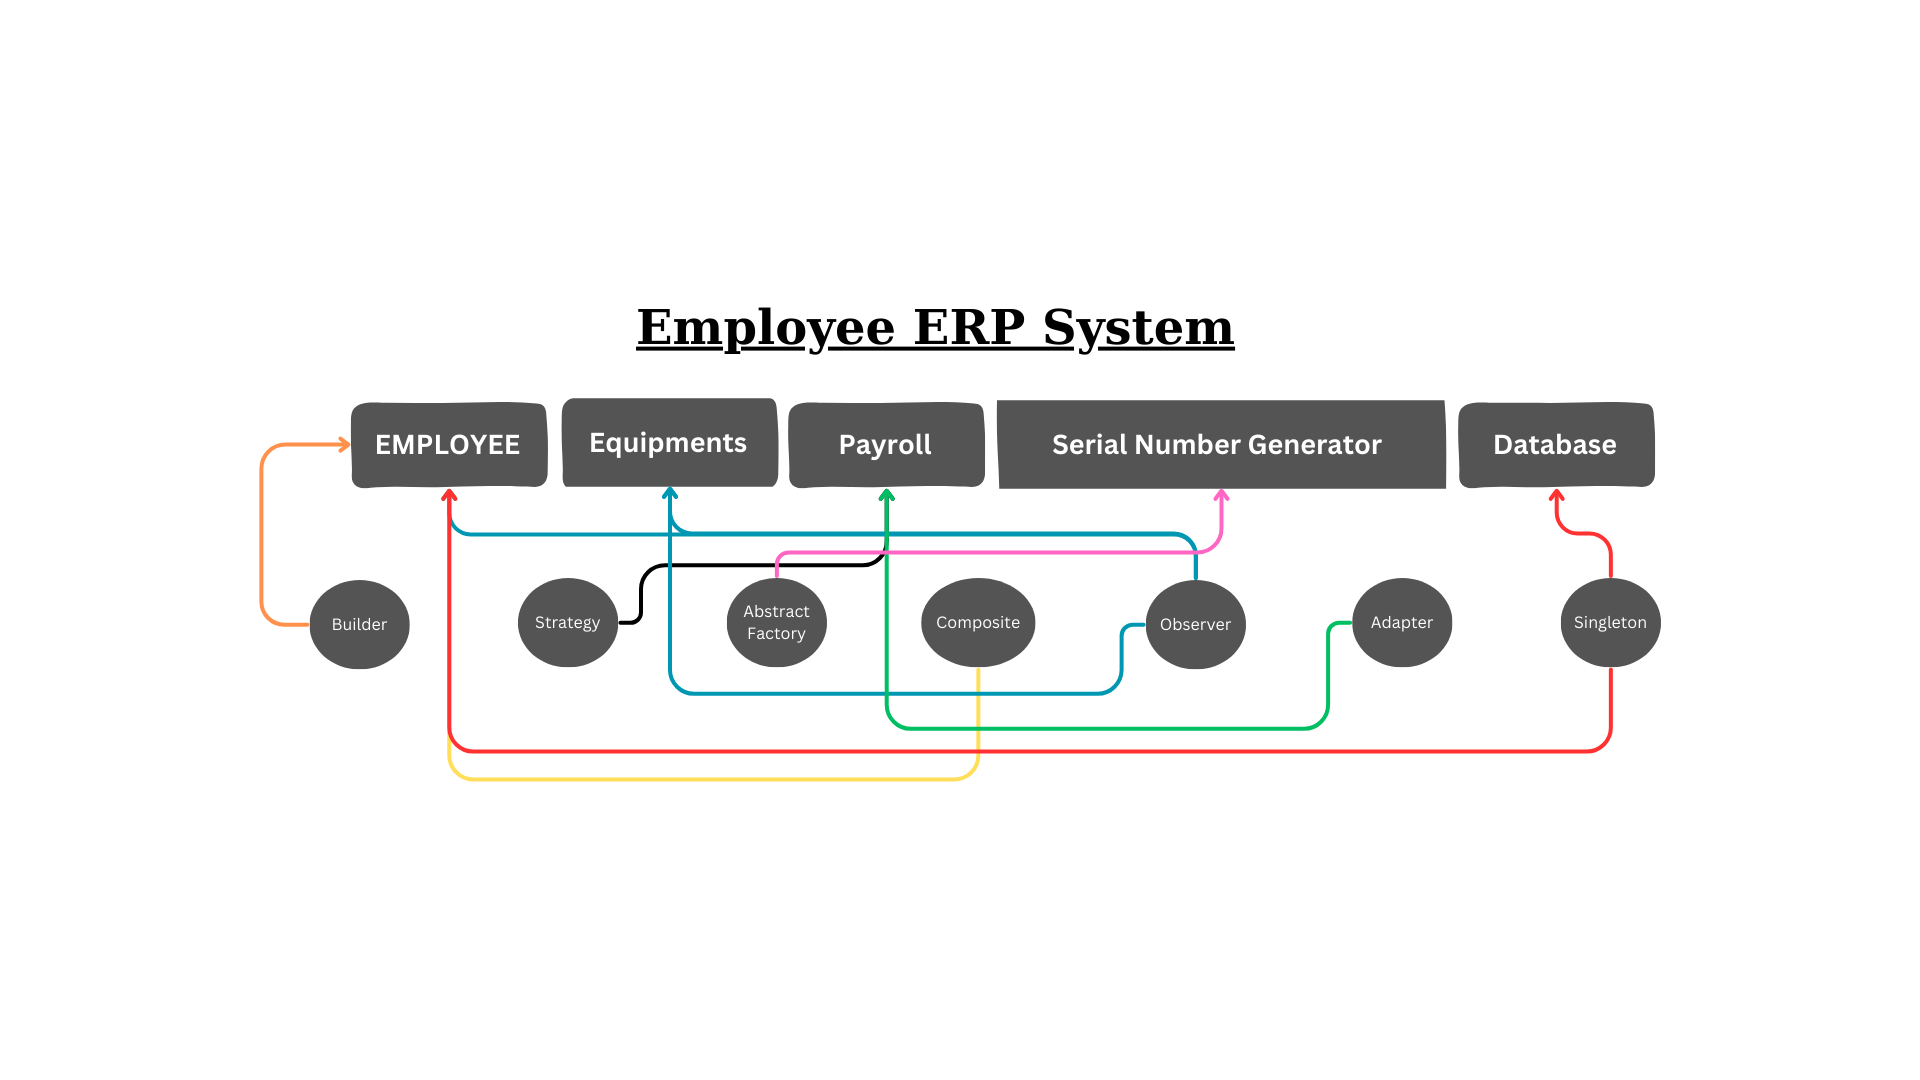 Employee ERP System
EMPLOYEE
Equipments
Payroll
Serial Number Generator
Database
Builder
Strategy
Abstract
Factory
Composite
Observer
Adapter
Singleton